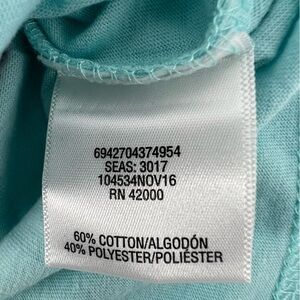 6942704374954
SEAS: 3017
104534NOV16
RN 42000
60% COTTON/ALGODÓN
40% POLYESTER/POLIÉSTER